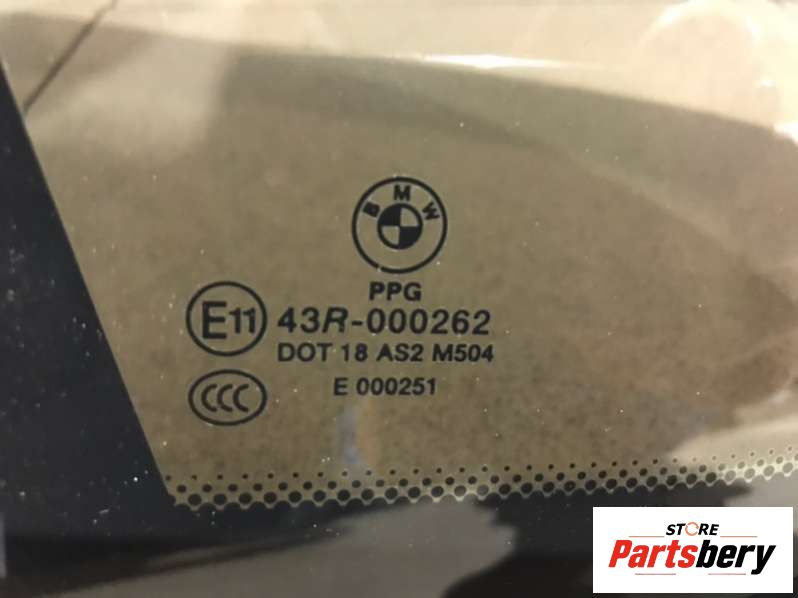 BMW
PPG
E11 43R-000262
DOT 18 AS2 M504
CCC E 000251
STORE
Partsbery